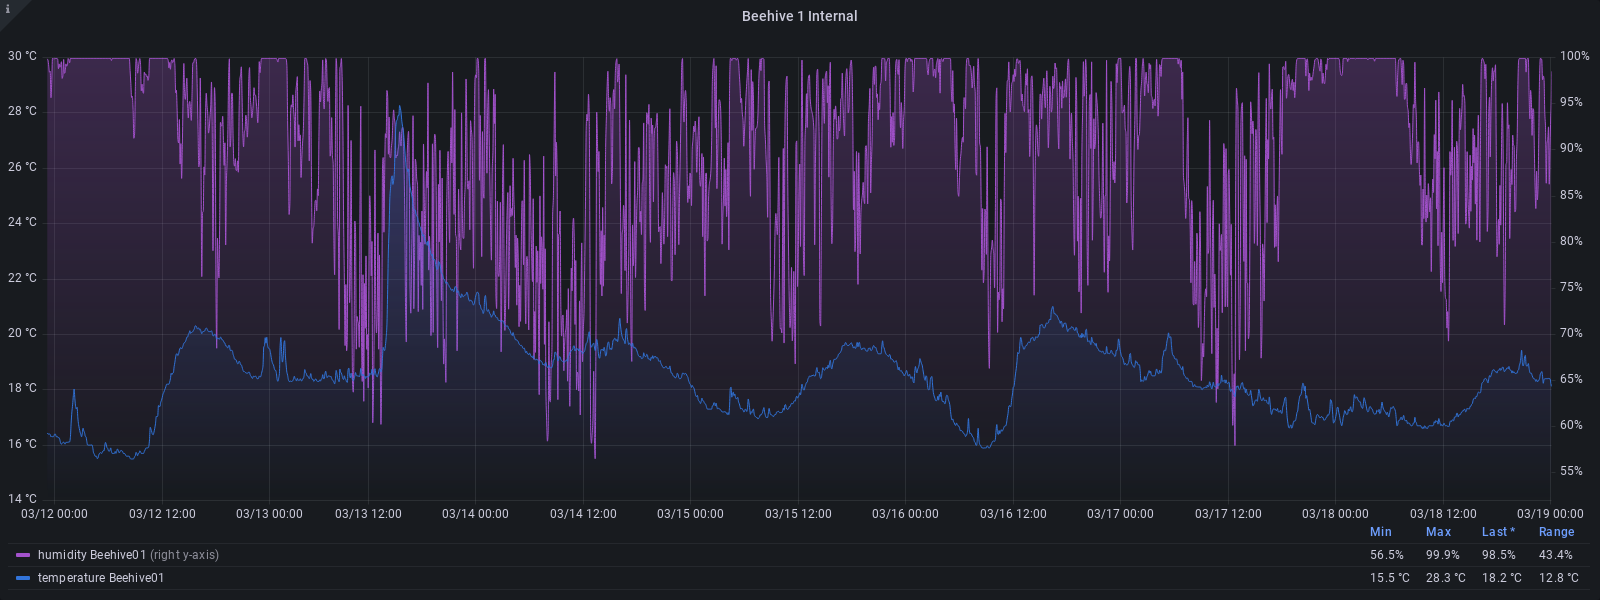 i
Beehive 1 Internal
30 °C 100%
28 °C 95%
26 °C 90%
24 °C 85%
22 °C 80%
20 °C 75%
18 °C 70%
16 °C 65%
14 °C 60%
55%
03/12 00:00 03/12 12:00 03/13 00:00 03/13 12:00 03/14 00:00 03/14 12:00 03/15 00:00 03/15 12:00 03/16 00:00 03/16 12:00 03/17 00:00 03/17 12:00 03/18 00:00 03/18 12:00 03/19 00:00
Min Max Last * Range
humidity Beehive01 (right y-axis) 56.5% 99.9% 98.5% 43.4%
temperature Beehive01 15.5 °C 28.3 °C 18.2 °C 12.8 °C